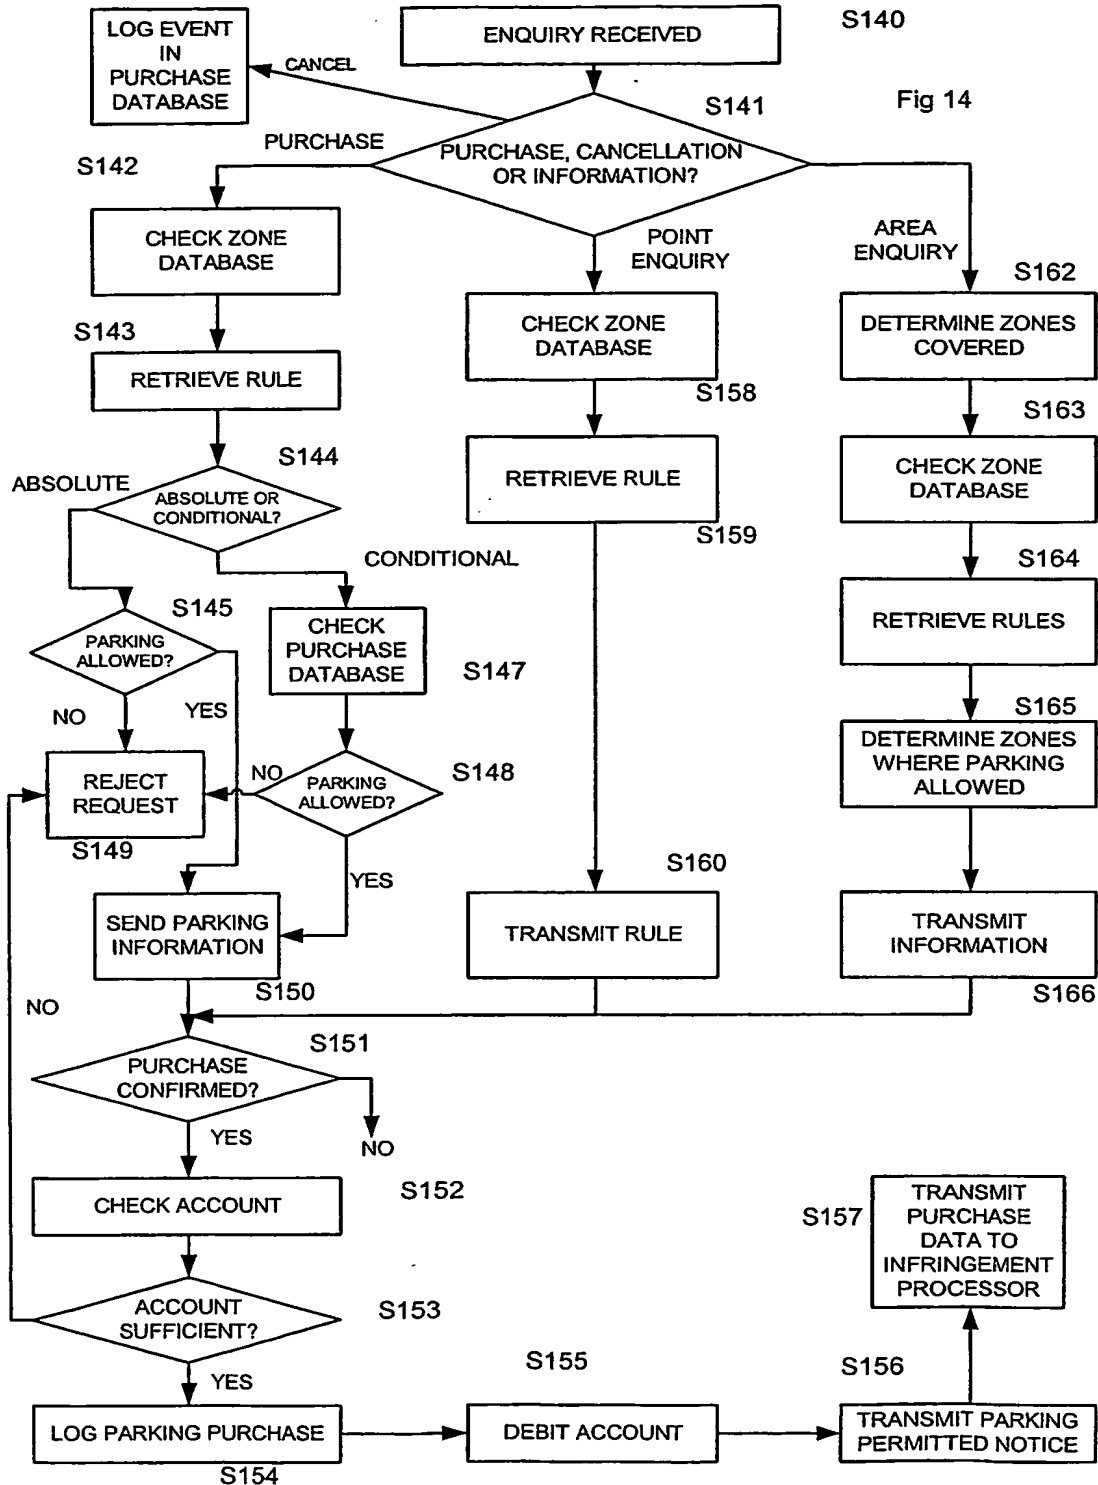 LOG EVENT
IN
PURCHASE
DATABASE
CANCEL
ENQUIRY RECEIVED
S140
Fig 14
S141
PURCHASE, CANCELLATION
OR INFORMATION?
PURCHASE
S142
CHECK ZONE
DATABASE
S143
RETRIEVE RULE
S144
ABSOLUTE OR
CONDITIONAL?
ABSOLUTE
CONDITIONAL
S145
PARKING
ALLOWED?
NO
YES
CHECK
PURCHASE
DATABASE
S147
PARKING
ALLOWED?
S148
NO
YES
REJECT
REQUEST
S149
SEND PARKING
INFORMATION
S150
POINT
ENQUIRY
CHECK ZONE
DATABASE
S158
RETRIEVE RULE
S159
S160
TRANSMIT RULE
AREA
ENQUIRY
S162
DETERMINE ZONES
COVERED
S163
CHECK ZONE
DATABASE
S164
RETRIEVE RULES
S165
DETERMINE ZONES
WHERE PARKING
ALLOWED
TRANSMIT
INFORMATION
S166
NO
S151
PURCHASE
CONFIRMED?
NO
YES
CHECK ACCOUNT
S152
ACCOUNT
SUFFICIENT?
S153
YES
LOG PARKING PURCHASE
S154
S155
DEBIT ACCOUNT
S156
TRANSMIT PARKING
PERMITTED NOTICE
S157
TRANSMIT
PURCHASE
DATA TO
INFRINGEMENT
PROCESSOR